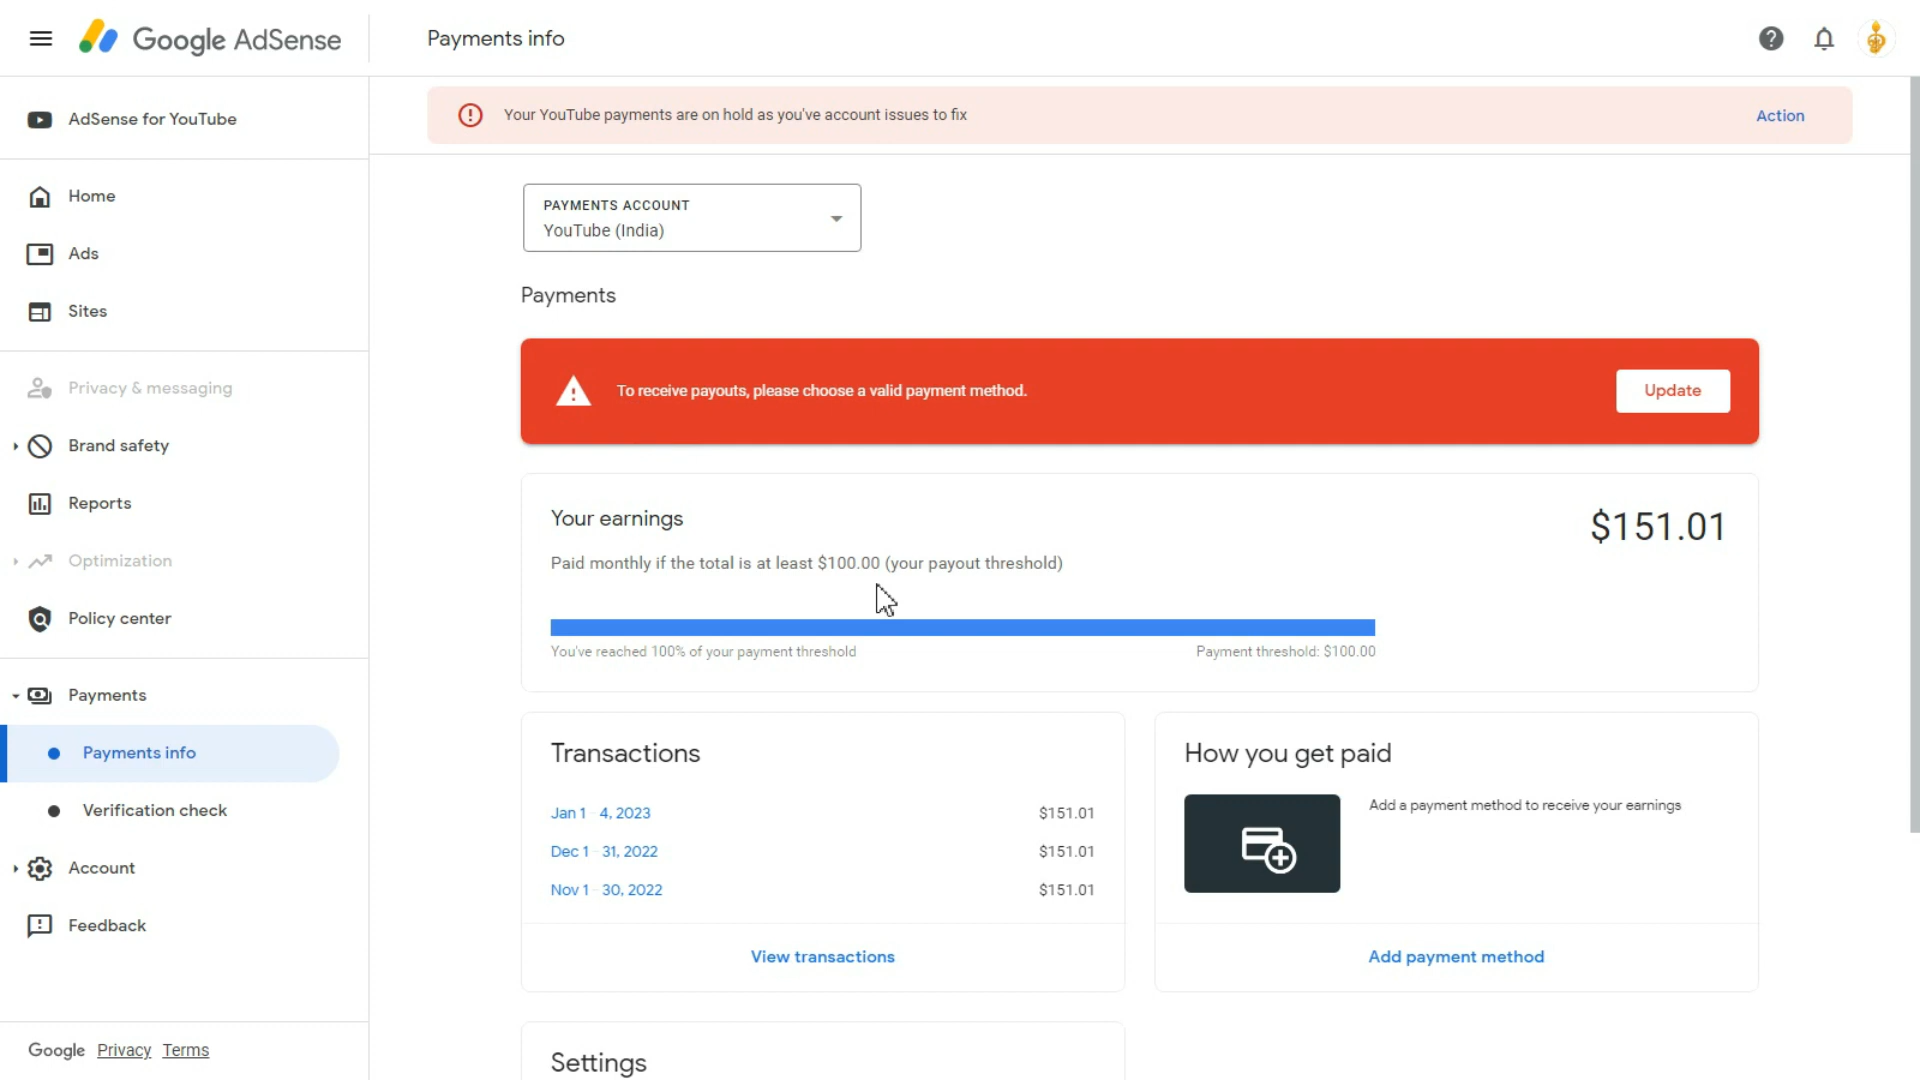 Google AdSense
Payments info
AdSense for YouTube
Your YouTube payments are on hold as you've account issues to fix
Action
Home
Ads
Sites
Privacy & messaging
Brand safety
Reports
Optimization
Policy center
Payments
Payments info
Verification check
Account
Feedback
Google Privacy Terms
PAYMENTS ACCOUNT
YouTube (India)
Payments
To receive payouts, please choose a valid payment method.
Update
Your earnings
$151.01
Paid monthly if the total is at least $100.00 (your payout threshold)
You've reached 100% of your payment threshold
Payment threshold: $100.00
Transactions
Jan 1 – 4, 2023 $151.01
Dec 1 – 31, 2022 $151.01
Nov 1 – 30, 2022 $151.01
View transactions
How you get paid
Add a payment method to receive your earnings
Add payment method
Settings